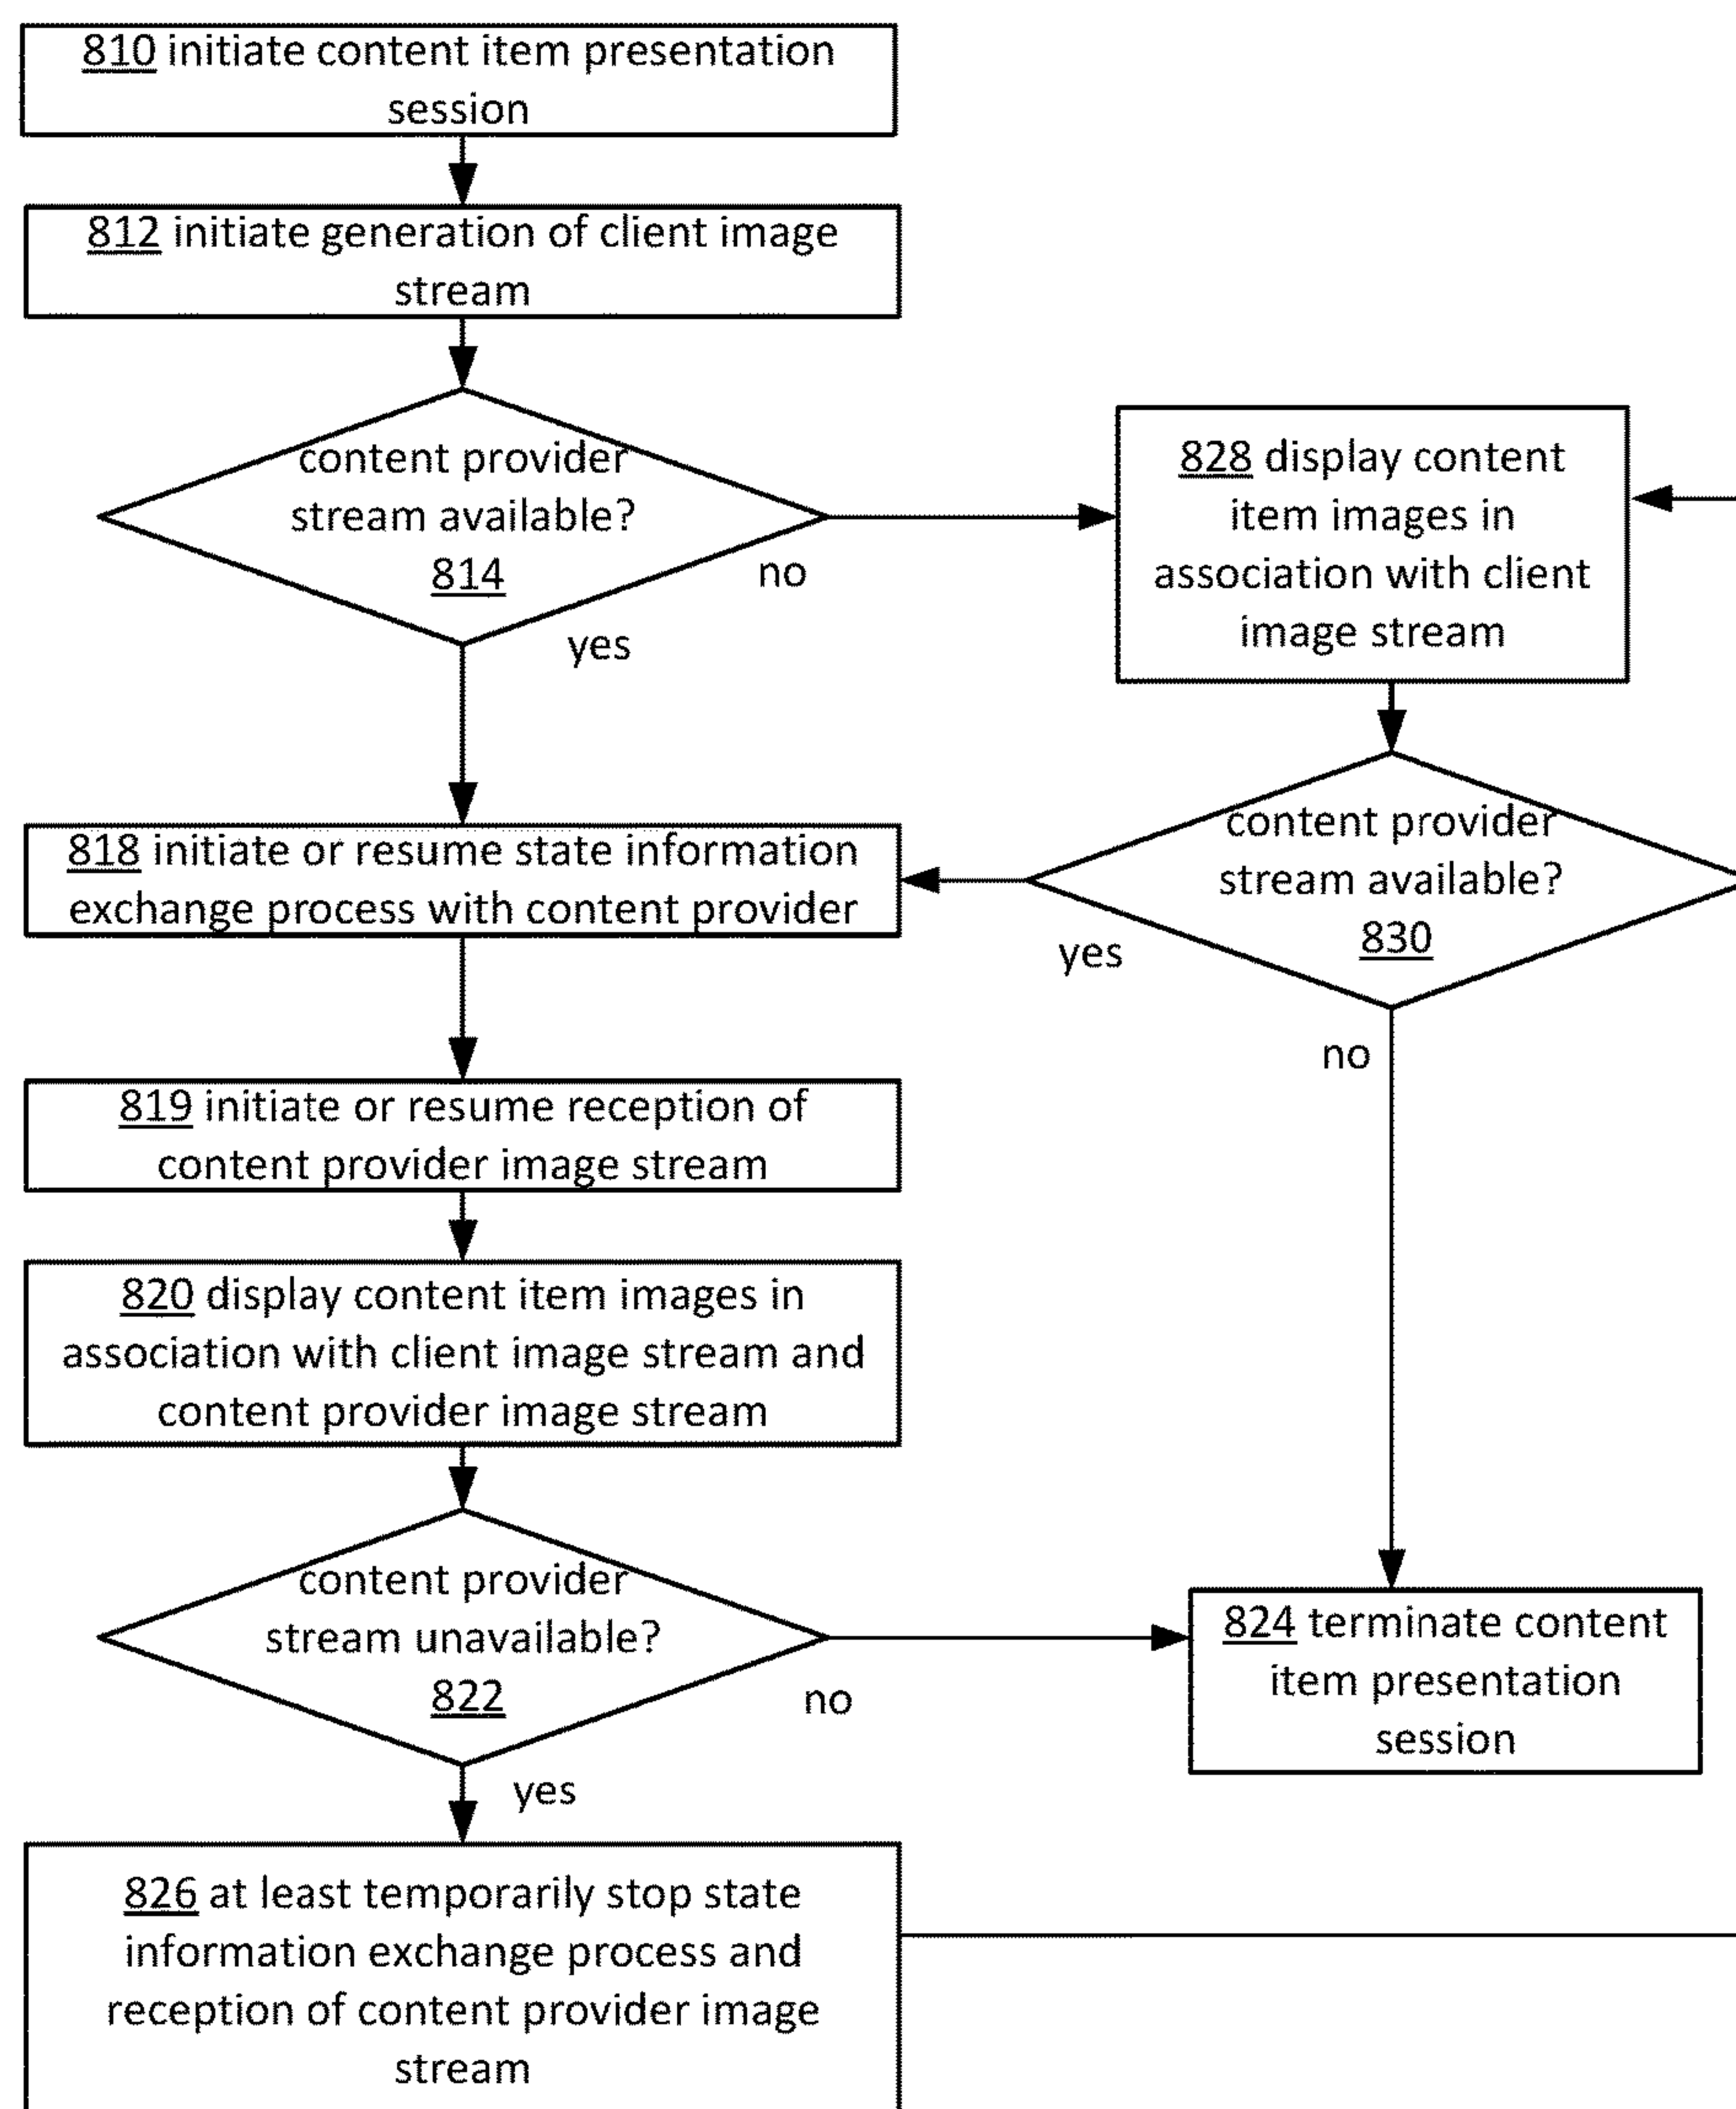 810 initiate content item presentation
session
812 initiate generation of client image
stream
content provider
stream available?
814
no
yes
828 display content
item images in
association with client
image stream
818 initiate or resume state information
exchange process with content provider
content provider
stream available?
830
yes
no
819 initiate or resume reception of
content provider image stream
820 display content item images in
association with client image stream and
content provider image stream
content provider
stream unavailable?
822
no
yes
824 terminate content
item presentation
session
826 at least temporarily stop state
information exchange process and
reception of content provider image
stream